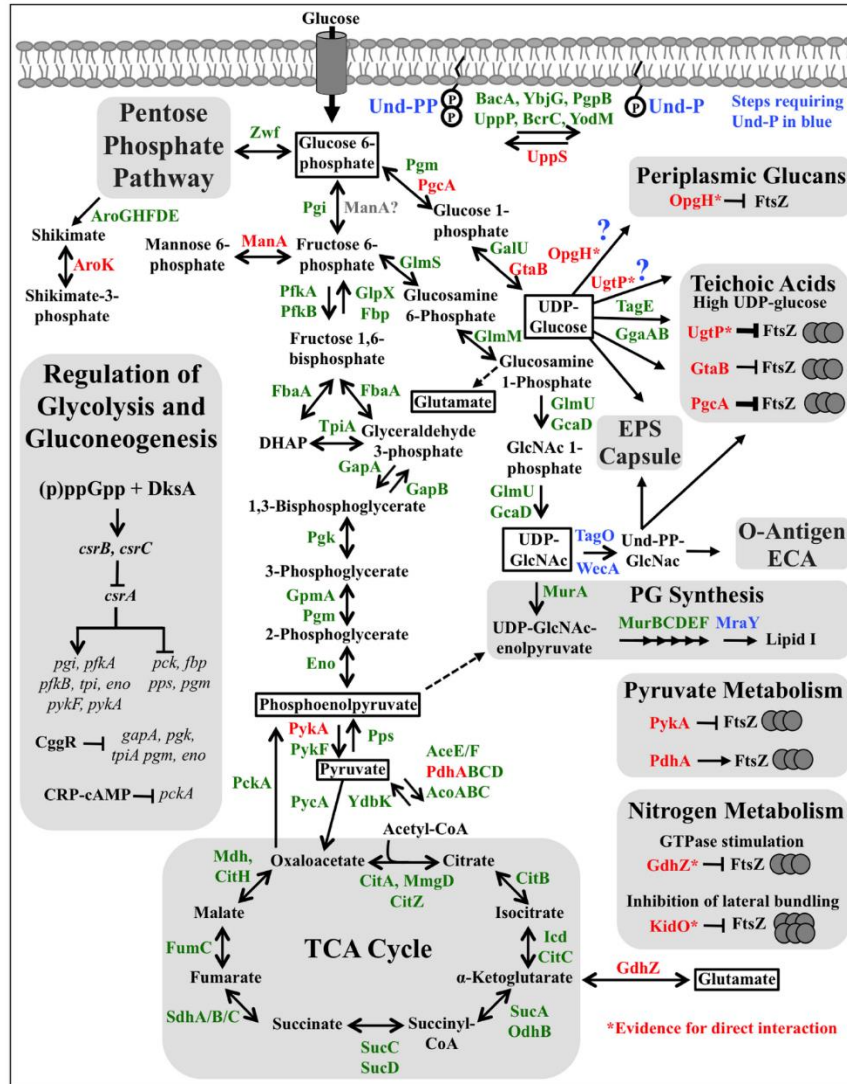 Glucose
Und-PP
P
P
BacA, YbjG, PgpB
UppP, BcrC, YodM
UppS
P
Und-P
Steps requiring
Und-P in blue
Pentose
Phosphate
Pathway
Zwf
Glucose 6-
phosphate
Pgm
PgcA
Periplasmic Glucans
OpgH* FtsZ
AroGHFDE
Shikimate
AroK
Shikimate-3-
phosphate
Pgi
ManA?
Glucose 1-
phosphate
Mannose 6-
phosphate
ManA
Fructose 6-
phosphate
GlmS
GalU
GtaB
OpgH*
?
UgtP*
?
UDP-
Glucose
TagE
GgaAB
Teichoic Acids
High UDP-glucose
UgtP* FtsZ
GtaB FtsZ
PgcA FtsZ
PfkA
PfkB
GlpX
Fbp
Glucosamine
6-Phosphate
GlmM
Fructose 1,6-
bisphosphate
Glucosamine
1-Phosphate
Glutamate
FbaA
FbaA
TpiA
DHAP
Glyceraldehyde
3-phosphate
GapA
GapB
GlmU
GcaD
GlcNAc 1-
phosphate
GlmU
GcaD
EPS
Capsule
Regulation of
Glycolysis and
Gluconeogenesis
(p)ppGpp + DksA
csrB, csrC
csrA
pgi, pfkA
pfkB, tpi, eno
pykF, pykA
pck, fbp
pps, pgm
CggR
gapA, pgk,
tpiA pgm, eno
CRP-cAMP pckA
1,3-Bisphosphoglycerate
Pgk
3-Phosphoglycerate
GpmA
Pgm
2-Phosphoglycerate
Eno
Phosphoenolpyruvate
UDP-
GlcNAc
TagO
WecA
Und-PP-
GlcNac
O-Antigen
ECA
MurA
PG Synthesis
UDP-GlcNAc-
enolpyruvate
MurBCDEF
MraY
Lipid I
PykA
PykF
Pps
Pyruvate
AceE/F
PdhABCD
AcoABC
PckA
PycA
YdbK
Acetyl-CoA
Pyruvate Metabolism
PykA FtsZ
PdhA FtsZ
Nitrogen Metabolism
GTPase stimulation
GdhZ* FtsZ
Inhibition of lateral bundling
KidO* FtsZ
Mdh,
CitH
Oxaloacetate
Citrate
CitA, MmgD
CitZ
CitB
Malate
Isocitrate
FumC
TCA Cycle
Icd
CitC
Fumarate
α-Ketoglutarate
GdhZ
Glutamate
SdhA/B/C
Succinate
Succinyl-
CoA
SucA
OdhB
SucC
SucD
*Evidence for direct interaction